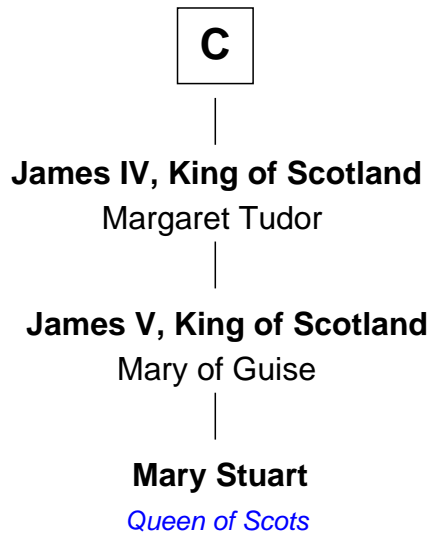 C
James IV, King of Scotland
Margaret Tudor
James V, King of Scotland
Mary of Guise
Mary Stuart
Queen of Scots